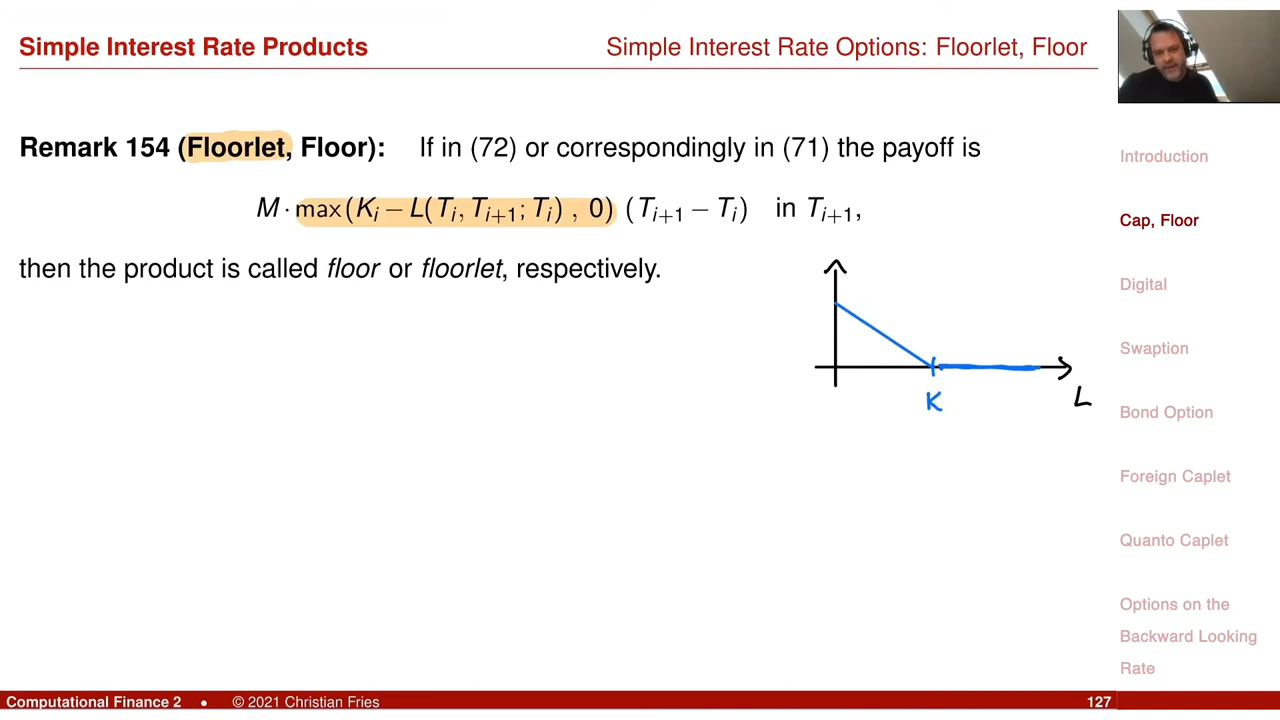 Simple Interest Rate Products
Simple Interest Rate Options: Floorlet, Floor
Remark 154 (Floorlet, Floor): If in (72) or correspondingly in (71) the payoff is
M · max(K_i − L(T_i, T_{i+1}; T_i) , 0) (T_{i+1} − T_i) in T_{i+1},
then the product is called floor or floorlet, respectively.
K
L
Introduction
Cap, Floor
Digital
Swaption
Bond Option
Foreign Caplet
Quanto Caplet
Options on the
Backward Looking
Rate
Computational Finance 2 • © 2021 Christian Fries
127